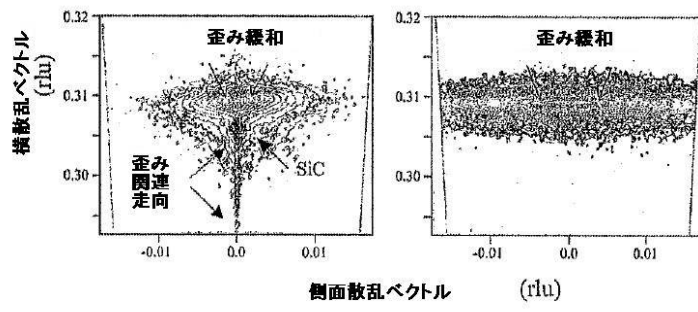 0.32
歪み緩和
0.31
0.30
歪み
関連
走向
SiC
-0.01
0.0
0.01
横散乱ベクトル
(rlu)
0.32
歪み緩和
0.31
0.30
-0.01
0.0
0.01
側面散乱ベクトル (rlu)